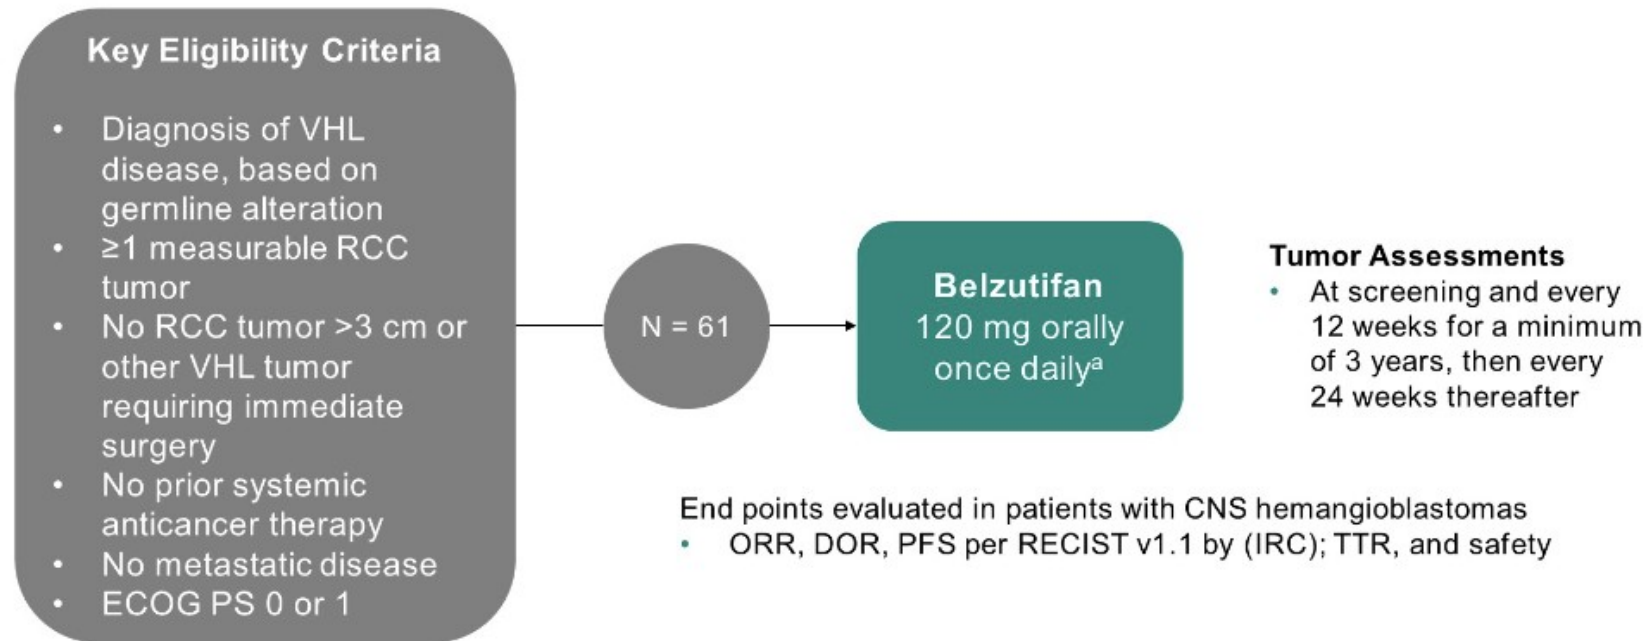 Key Eligibility Criteria
• Diagnosis of VHL
disease, based on
germline alteration
• ≥1 measurable RCC
tumor
• No RCC tumor >3 cm or
other VHL tumor
requiring immediate
surgery
• No prior systemic
anticancer therapy
• No metastatic disease
• ECOG PS 0 or 1
N = 61
Belzutifan
120 mg orally
once dailyᵃ
Tumor Assessments
• At screening and every
12 weeks for a minimum
of 3 years, then every
24 weeks thereafter
End points evaluated in patients with CNS hemangioblastomas
• ORR, DOR, PFS per RECIST v1.1 by (IRC); TTR, and safety